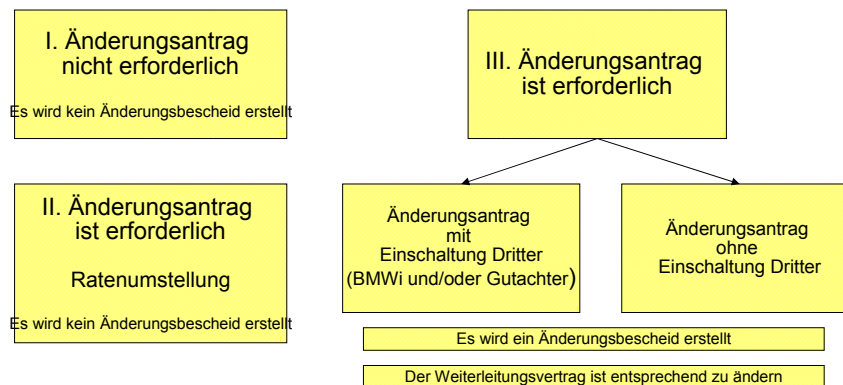 I. Änderungsantrag
nicht erforderlich
Es wird kein Änderungsbescheid erstellt
II. Änderungsantrag
ist erforderlich
Ratenumstellung
Es wird kein Änderungsbescheid erstellt
III. Änderungsantrag
ist erforderlich
Änderungsantrag
mit
Einschaltung Dritter
(BMWi und/oder Gutachter)
Änderungsantrag
ohne
Einschaltung Dritter
Es wird ein Änderungsbescheid erstellt
Der Weiterleitungsvertrag ist entsprechend zu ändern